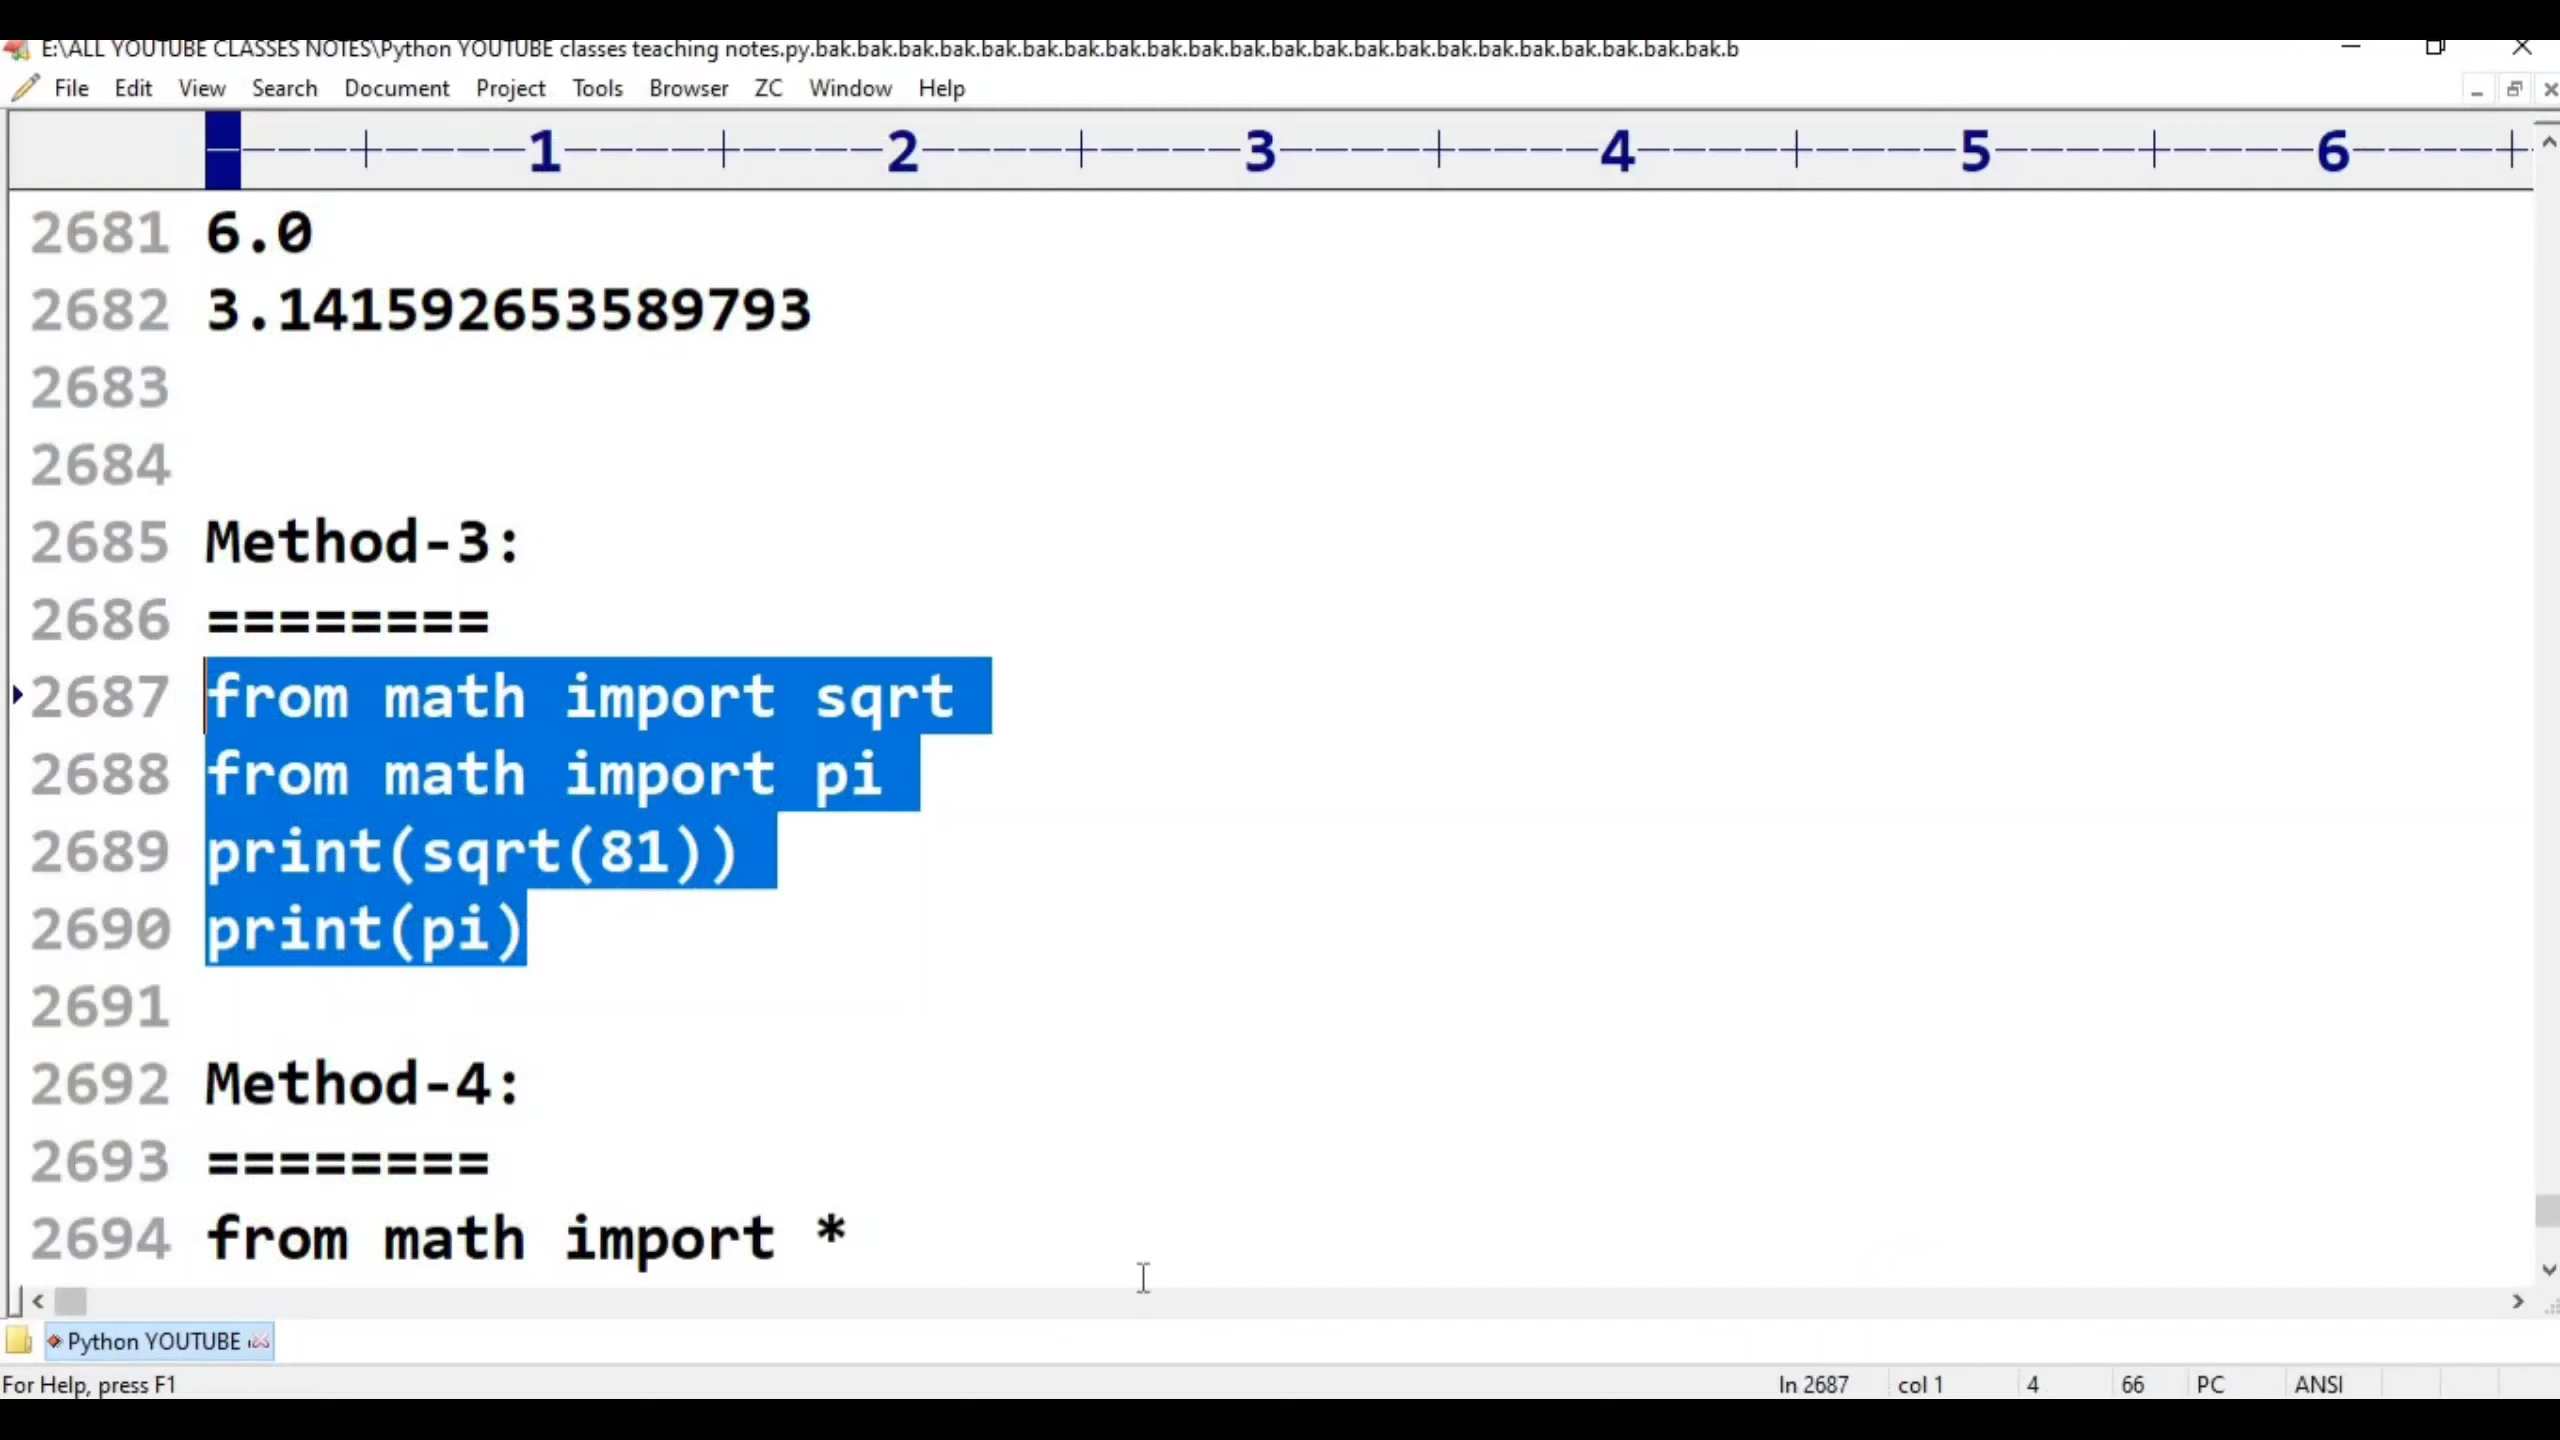 E:\ALL YOUTUBE CLASSES NOTES\Python YOUTUBE classes teaching notes.py.bak.bak.bak.bak.bak.bak.bak.bak.bak.bak.bak.bak.bak.bak.bak.bak.bak.bak.bak.bak.bak.bak.b
File Edit View Search Document Project Tools Browser ZC Window Help
1 2 3 4 5 6
2681 6.0
2682 3.141592653589793
2683
2684
2685 Method-3:
2686 ========
2687 from math import sqrt
2688 from math import pi
2689 print(sqrt(81))
2690 print(pi)
2691
2692 Method-4:
2693 ========
2694 from math import *
Python YOUTUBE
For Help, press F1 ln 2687 col 1 4 66 PC ANSI